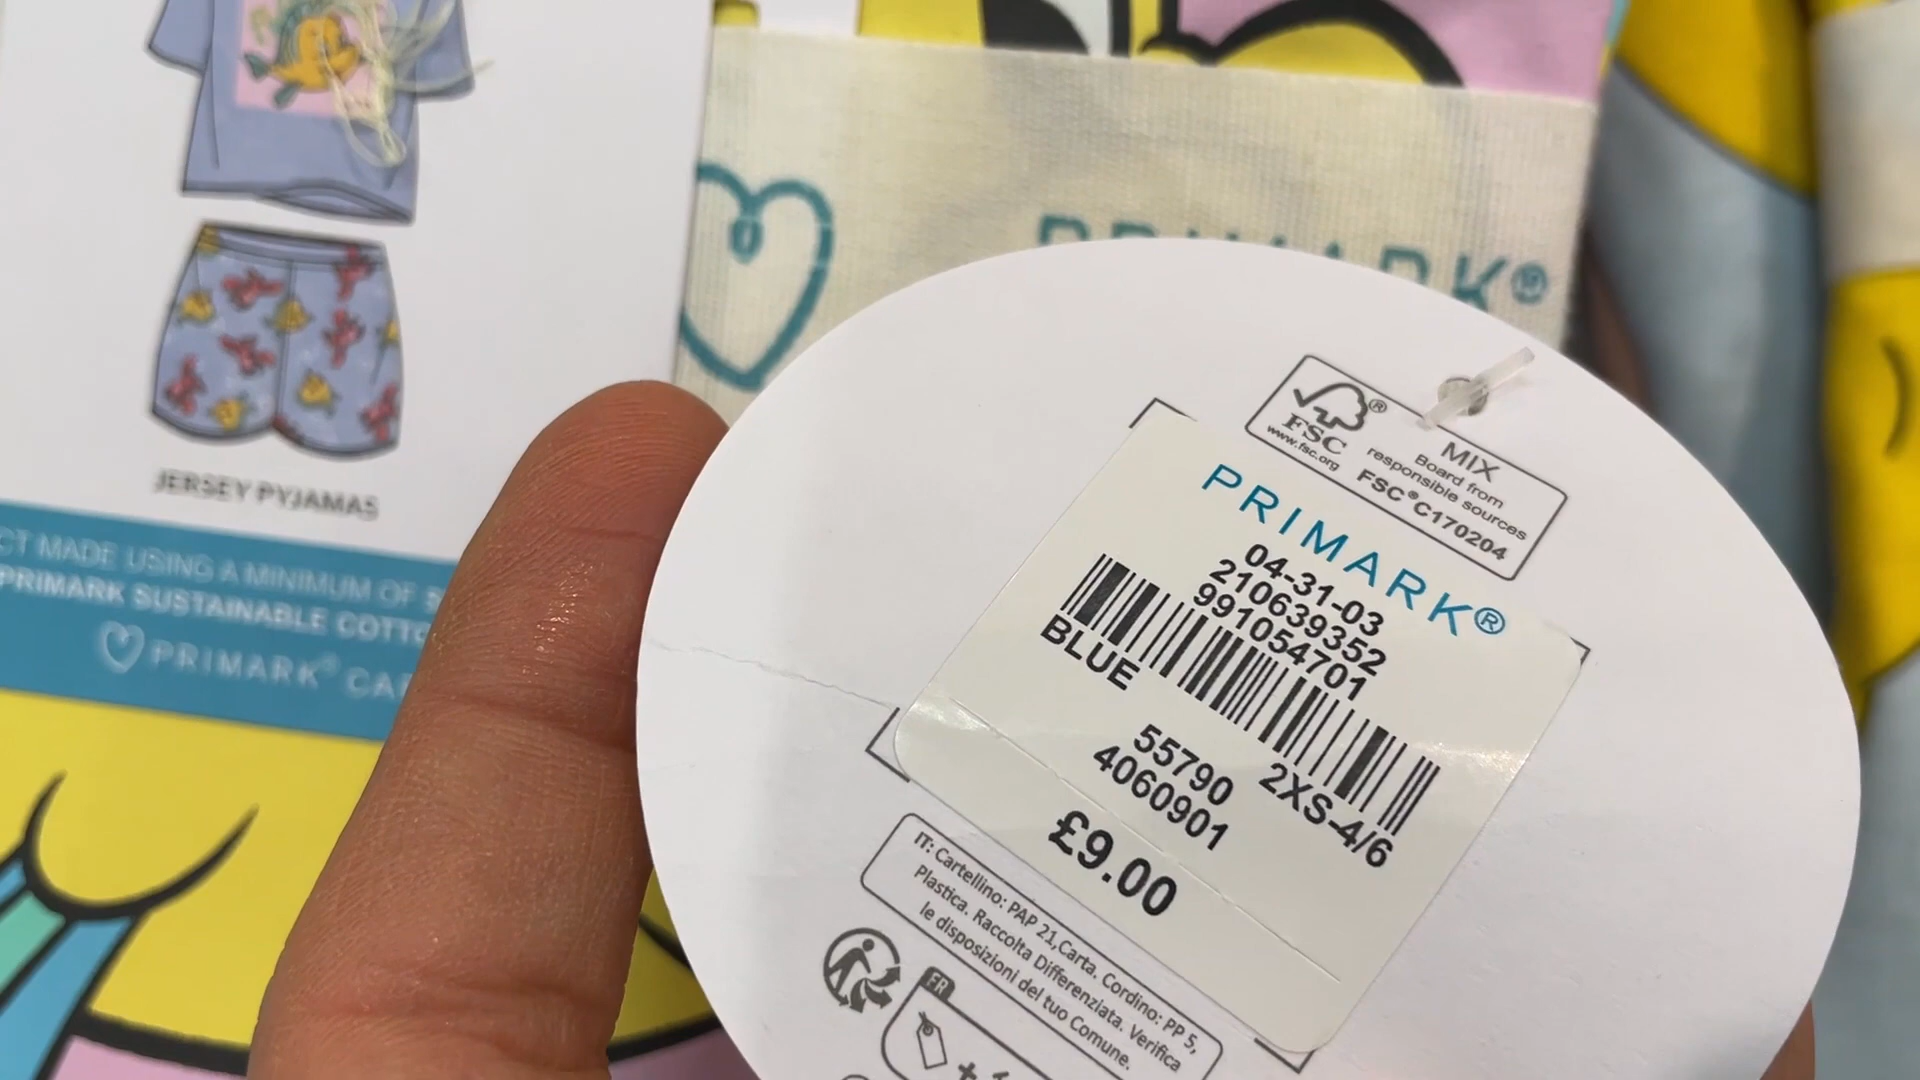 JERSEY PYJAMAS
CT MADE USING A MINIMUM OF
PRIMARK SUSTAINABLE COTTO
PRIMARK® CA
PRIMARK®
FSC®
www.fsc.org
MIX
Board from
responsible sources
FSC® C170204
PRIMARK®
04-31-03
210639352
991054701
BLUE
55790 2XS-4/6
4060901
£9.00
IT: Cartellino: PAP 21, Carta. Cordino: PP 5,
Plastica. Raccolta Differenziata. Verifica
le disposizioni del tuo Comune.
FR